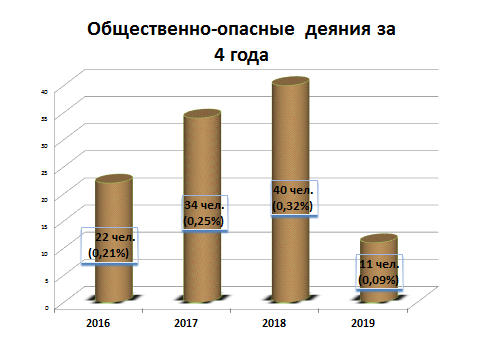 Общественно-опасные деяния за
4 года
40
35
30
25
20
15
10
5
0
22 чел.
(0,21%)
34 чел.
(0,25%)
40 чел.
(0,32%)
11 чел.
(0,09%)
2016
2017
2018
2019